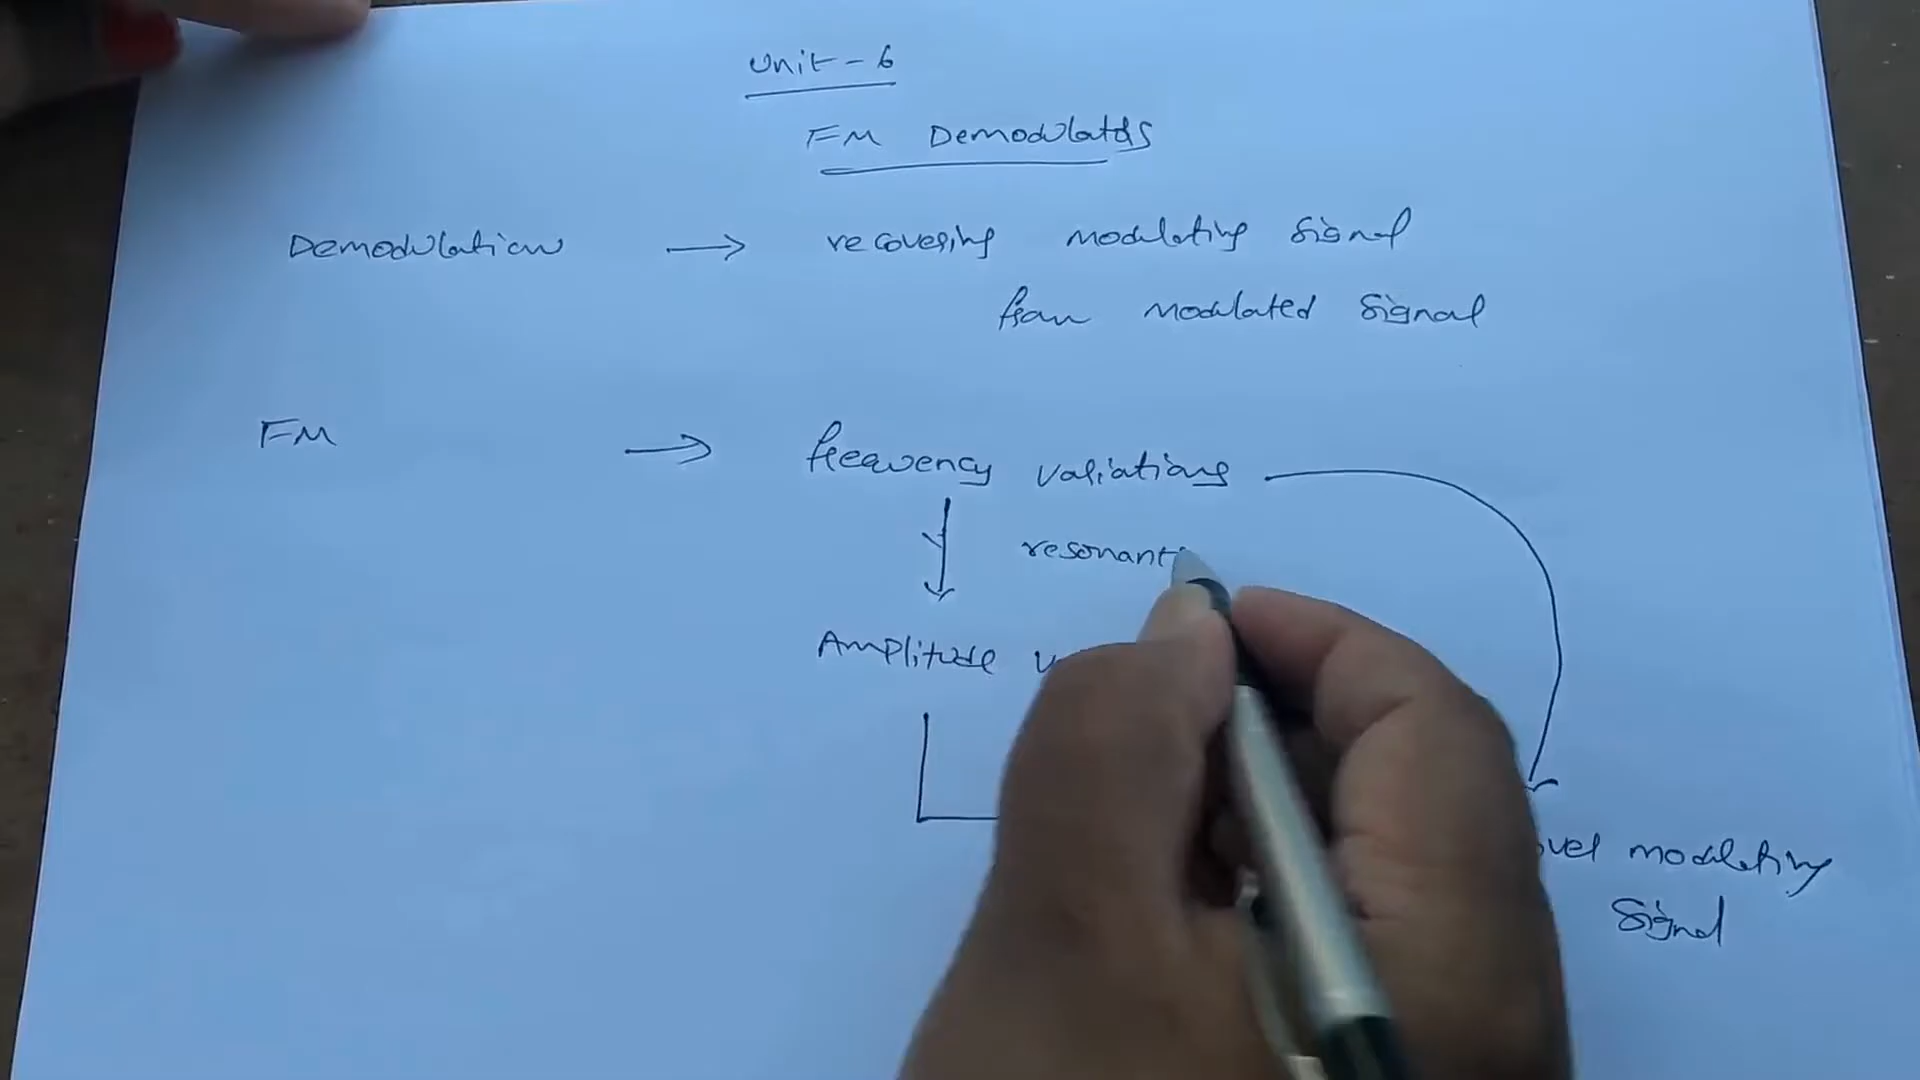 Unit - 6
FM Demodulators
Demodulation → recovering modulating signal
from modulated signal
FM → frequency variations
resonant
Amplitude
modulating
signal